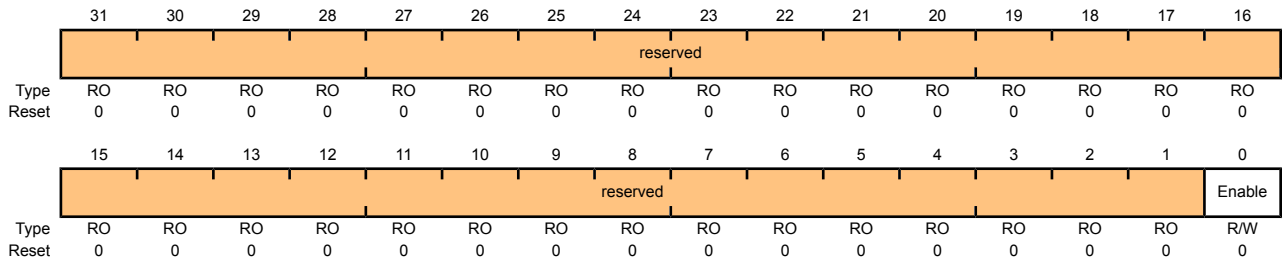 31 30 29 28 27 26 25 24 23 22 21 20 19 18 17 16
reserved
Type RO RO RO RO RO RO RO RO RO RO RO RO RO RO RO RO
Reset 0 0 0 0 0 0 0 0 0 0 0 0 0 0 0 0
15 14 13 12 11 10 9 8 7 6 5 4 3 2 1 0
reserved Enable
Type RO RO RO RO RO RO RO RO RO RO RO RO RO RO RO R/W
Reset 0 0 0 0 0 0 0 0 0 0 0 0 0 0 0 0